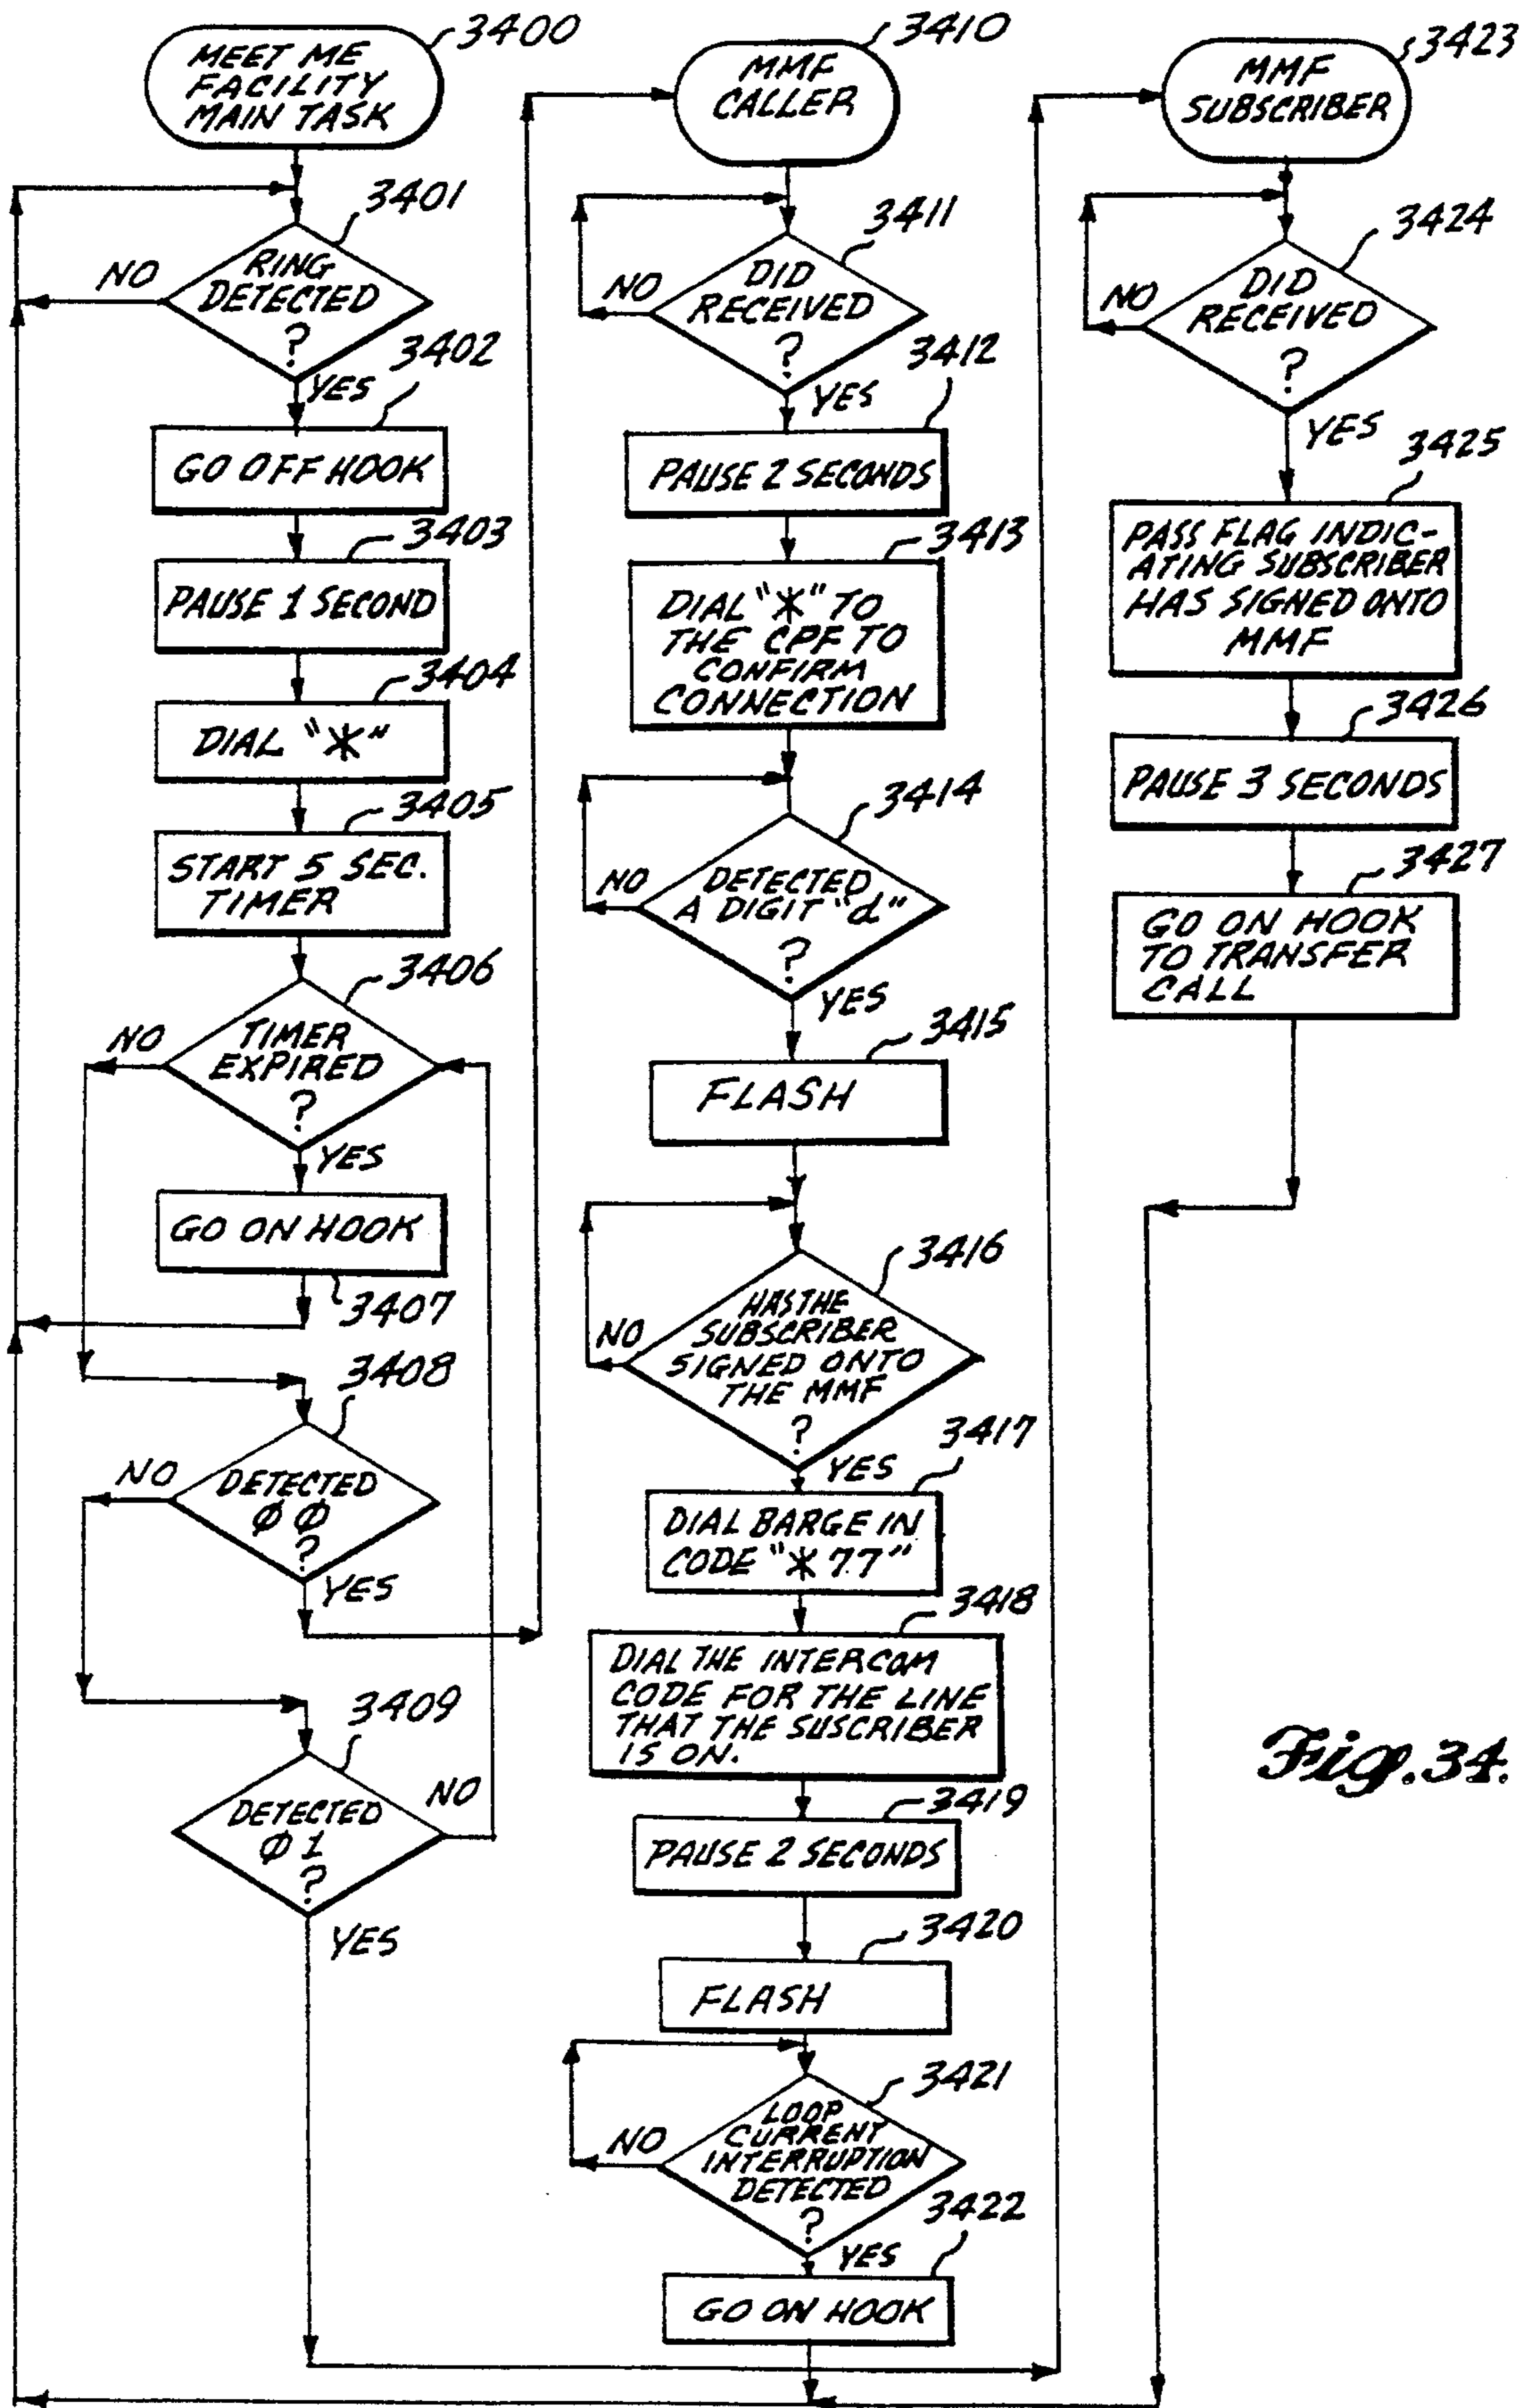 3400
MEET ME
FACILITY
MAIN TASK
3401
RING
DETECTED
?
NO
YES
3402
GO OFF HOOK
3403
PAUSE 1 SECOND
3404
DIAL "*"
3405
START 5 SEC.
TIMER
3406
TIMER
EXPIRED
?
NO
YES
GO ON HOOK
3407
3408
DETECTED
ØØ
?
NO
YES
3409
DETECTED
Ø1
?
NO
YES
3410
MMF
CALLER
3411
DID
RECEIVED
?
NO
YES
3412
PAUSE 2 SECONDS
3413
DIAL "*" TO
THE CPF TO
CONFIRM
CONNECTION
3414
DETECTED
A DIGIT "d"
?
NO
YES
3415
FLASH
3416
HAS THE
SUBSCRIBER
SIGNED ONTO
THE MMF
?
NO
YES
3417
DIAL BARGE IN
CODE "*77"
3418
DIAL THE INTERCOM
CODE FOR THE LINE
THAT THE SUSCRIBER
IS ON.
3419
PAUSE 2 SECONDS
3420
FLASH
3421
LOOP
CURRENT
INTERRUPTION
DETECTED
?
NO
YES
3422
GO ON HOOK
3423
MMF
SUBSCRIBER
3424
DID
RECEIVED
?
NO
YES
3425
PASS FLAG INDIC-
ATING SUBSCRIBER
HAS SIGNED ONTO
MMF
3426
PAUSE 3 SECONDS
3427
GO ON HOOK
TO TRANSFER
CALL
Fig. 34.